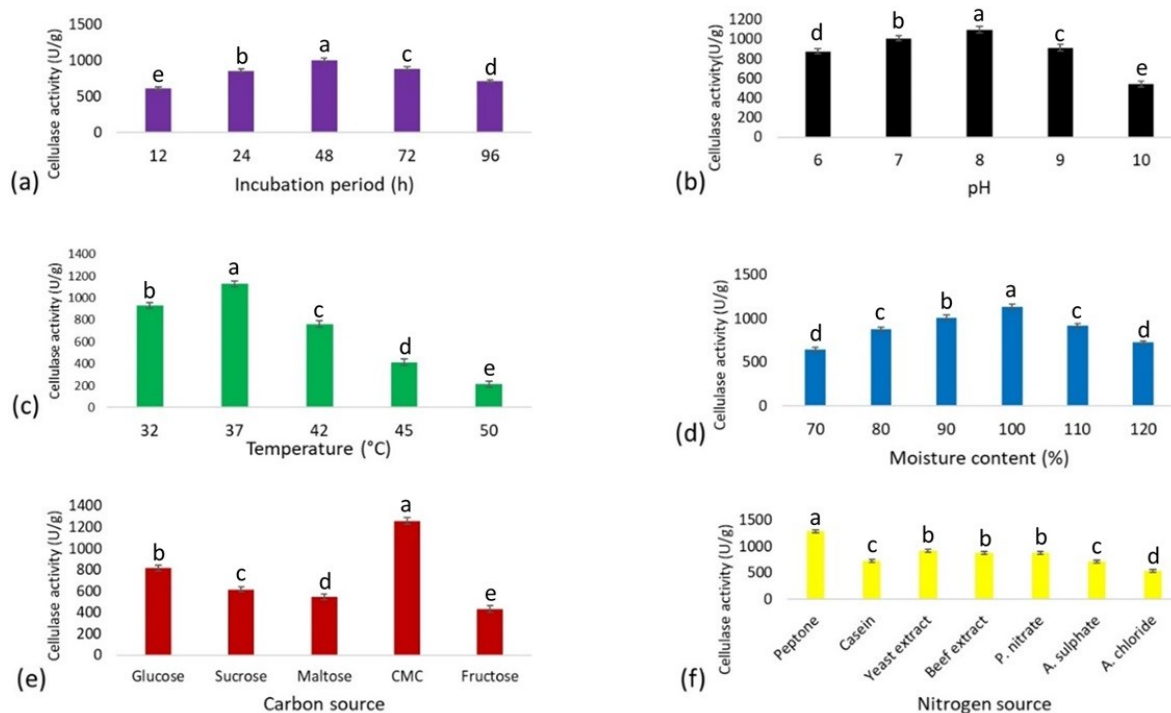 Cellulase activity (U/g)
1500
1000
500
0
e
b
a
c
d
12 24 48 72 96
Incubation period (h)
(a)
Cellulase activity(U/g)
1200
1000
800
600
400
200
0
d
b
a
c
e
6 7 8 9 10
pH
(b)
Cellulase activity (U/g)
1400
1200
1000
800
600
400
200
0
b
a
c
d
e
32 37 42 45 50
Temperature (°C)
(c)
Cellulase activity (U/g)
1500
1000
500
0
d
c
b
a
c
d
70 80 90 100 110 120
Moisture content (%)
(d)
Cellulase activity (U/g)
1400
1200
1000
800
600
400
200
0
b
c
d
a
e
Glucose Sucrose Maltose CMC Fructose
Carbon source
(e)
Cellulase activity (U/g)
1500
1000
500
0
a
c
b
b
b
c
d
Peptone
Casein
Yeast extract
Beef extract
P. nitrate
A. sulphate
A. chloride
Nitrogen source
(f)